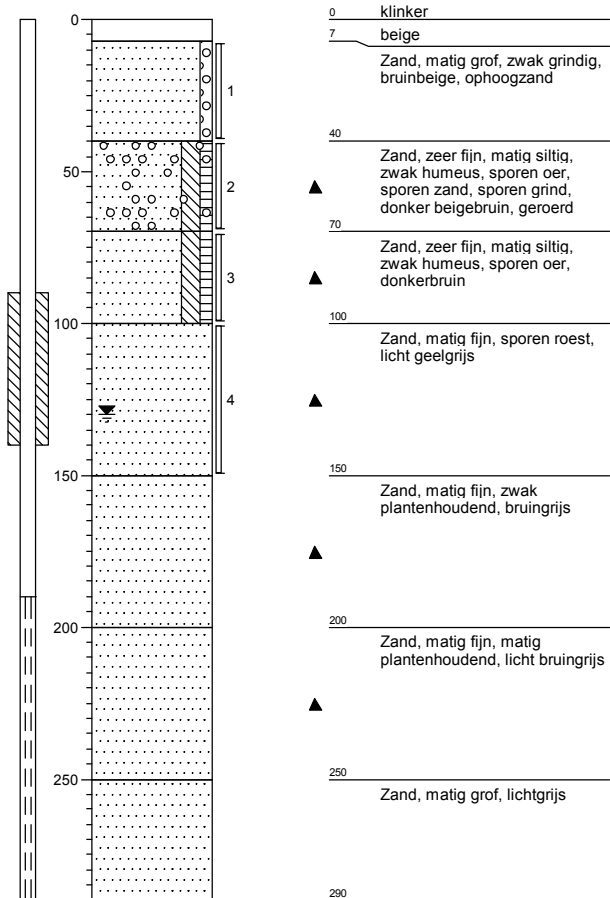 0
klinker
7
beige
Zand, matig grof, zwak grindig,
bruinbeige, ophoogzand
1
40
Zand, zeer fijn, matig siltig,
zwak humeus, sporen oer,
sporen zand, sporen grind,
donker beigebruin, geroerd
2
50
70
Zand, zeer fijn, matig siltig,
zwak humeus, sporen oer,
donkerbruin
3
100
100
Zand, matig fijn, sporen roest,
licht geelgrijs
4
150
150
Zand, matig fijn, zwak
plantenhoudend, bruingrijs
200
200
Zand, matig fijn, matig
plantenhoudend, licht bruingrijs
250
250
Zand, matig grof, lichtgrijs
290
0